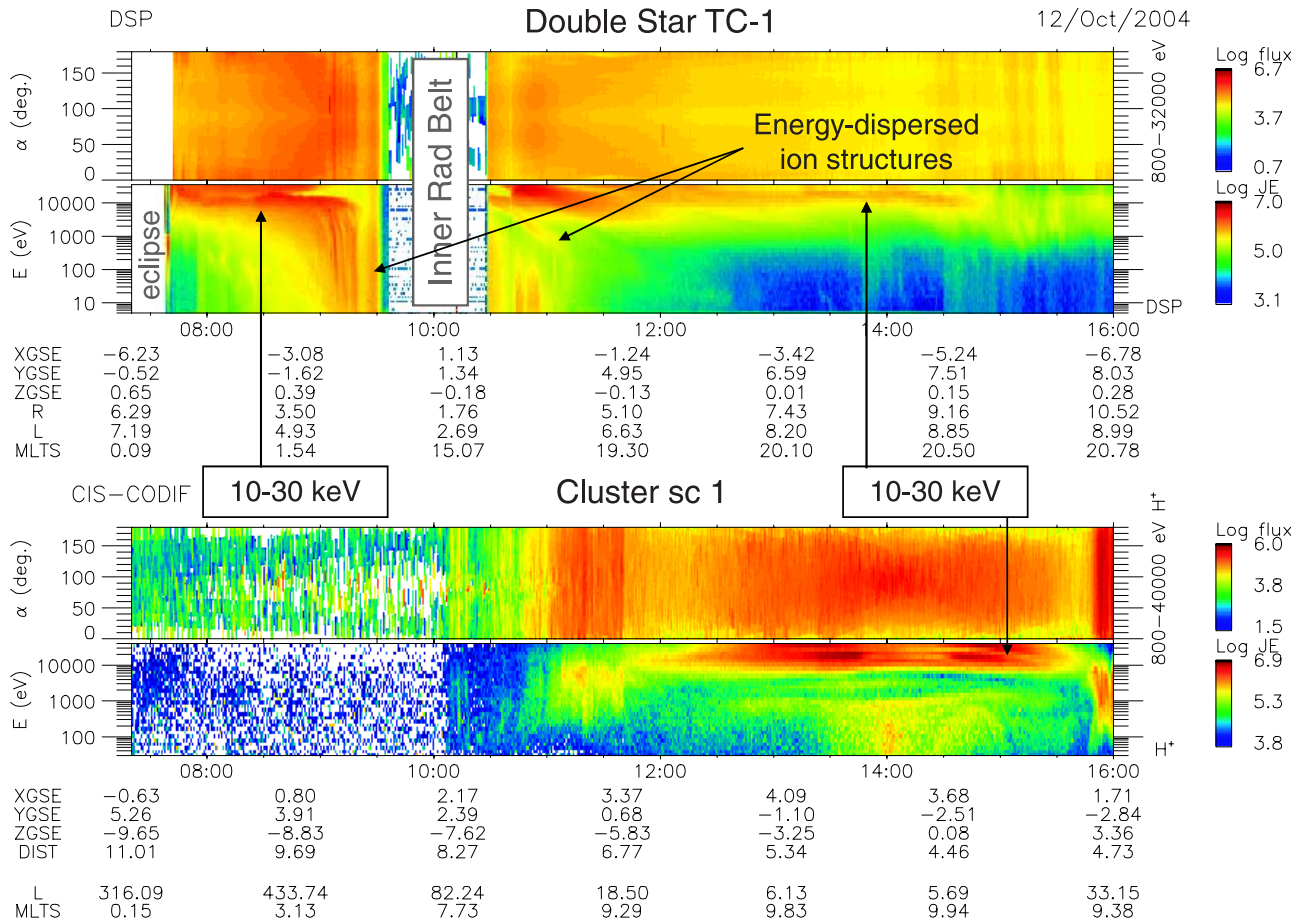 DSP Double Star TC-1 12/Oct/2004
Log flux
6.7
3.7
0.7
α (deg.)
150
100
50
0
800-32000 eV
Inner Rad Belt
Energy-dispersed
ion structures
Log JE
7.0
5.0
3.1
E (eV)
10000
1000
100
10
eclipse
DSP
08:00 10:00 12:00 14:00 16:00
XGSE −6.23 −3.08 1.13 −1.24 −3.42 −5.24 −6.78
YGSE −0.52 −1.62 1.34 4.95 6.59 7.51 8.03
ZGSE 0.65 0.39 −0.18 −0.13 0.01 0.15 0.28
R 6.29 3.50 1.76 5.10 7.43 9.16 10.52
L 7.19 4.93 2.69 6.63 8.20 8.85 8.99
MLTS 0.09 1.54 15.07 19.30 20.10 20.50 20.78
10-30 keV 10-30 keV
CIS−CODIF Cluster sc 1
H+
Log flux
6.0
3.8
1.5
α (deg.)
150
100
50
0
800−40000 eV
Log JE
6.9
5.3
3.8
E (eV)
10000
1000
100
H+
08:00 10:00 12:00 14:00 16:00
XGSE −0.63 0.80 2.17 3.37 4.09 3.68 1.71
YGSE 5.26 3.91 2.39 0.68 −1.10 −2.51 −2.84
ZGSE −9.65 −8.83 −7.62 −5.83 −3.25 0.08 3.36
DIST 11.01 9.69 8.27 6.77 5.34 4.46 4.73
L 316.09 433.74 82.24 18.50 6.13 5.69 33.15
MLTS 0.15 3.13 7.73 9.29 9.83 9.94 9.38